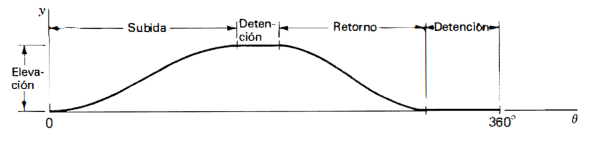 y
Subida
Deten-
ción
Retorno
Detención
Eleva-
ción
0
360°
θ